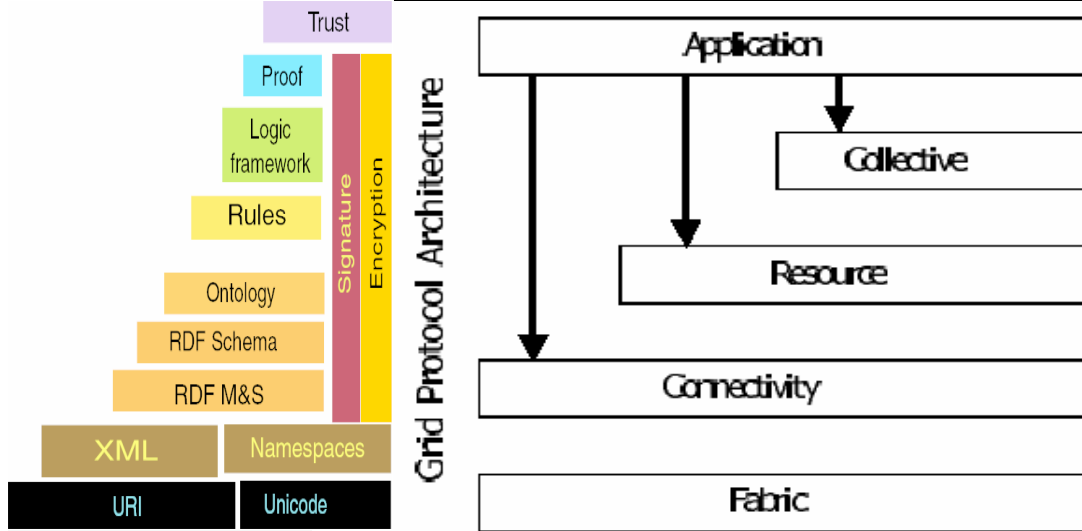 Trust
Proof
Logic
framework
Rules
Ontology
RDF Schema
RDF M&S
Signature
Encryption
XML
Namespaces
URI
Unicode
Grid Protocol Architecture
Application
Collective
Resource
Connectivity
Fabric